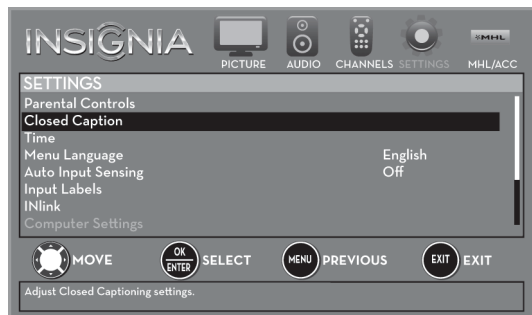 INSIGNIA
PICTURE AUDIO CHANNELS SETTINGS MHL MHL/ACC
SETTINGS
Parental Controls
Closed Caption
Time
Menu Language English
Auto Input Sensing Off
Input Labels
INlink
Computer Settings
MOVE OK ENTER SELECT MENU PREVIOUS EXIT EXIT
Adjust Closed Captioning settings.